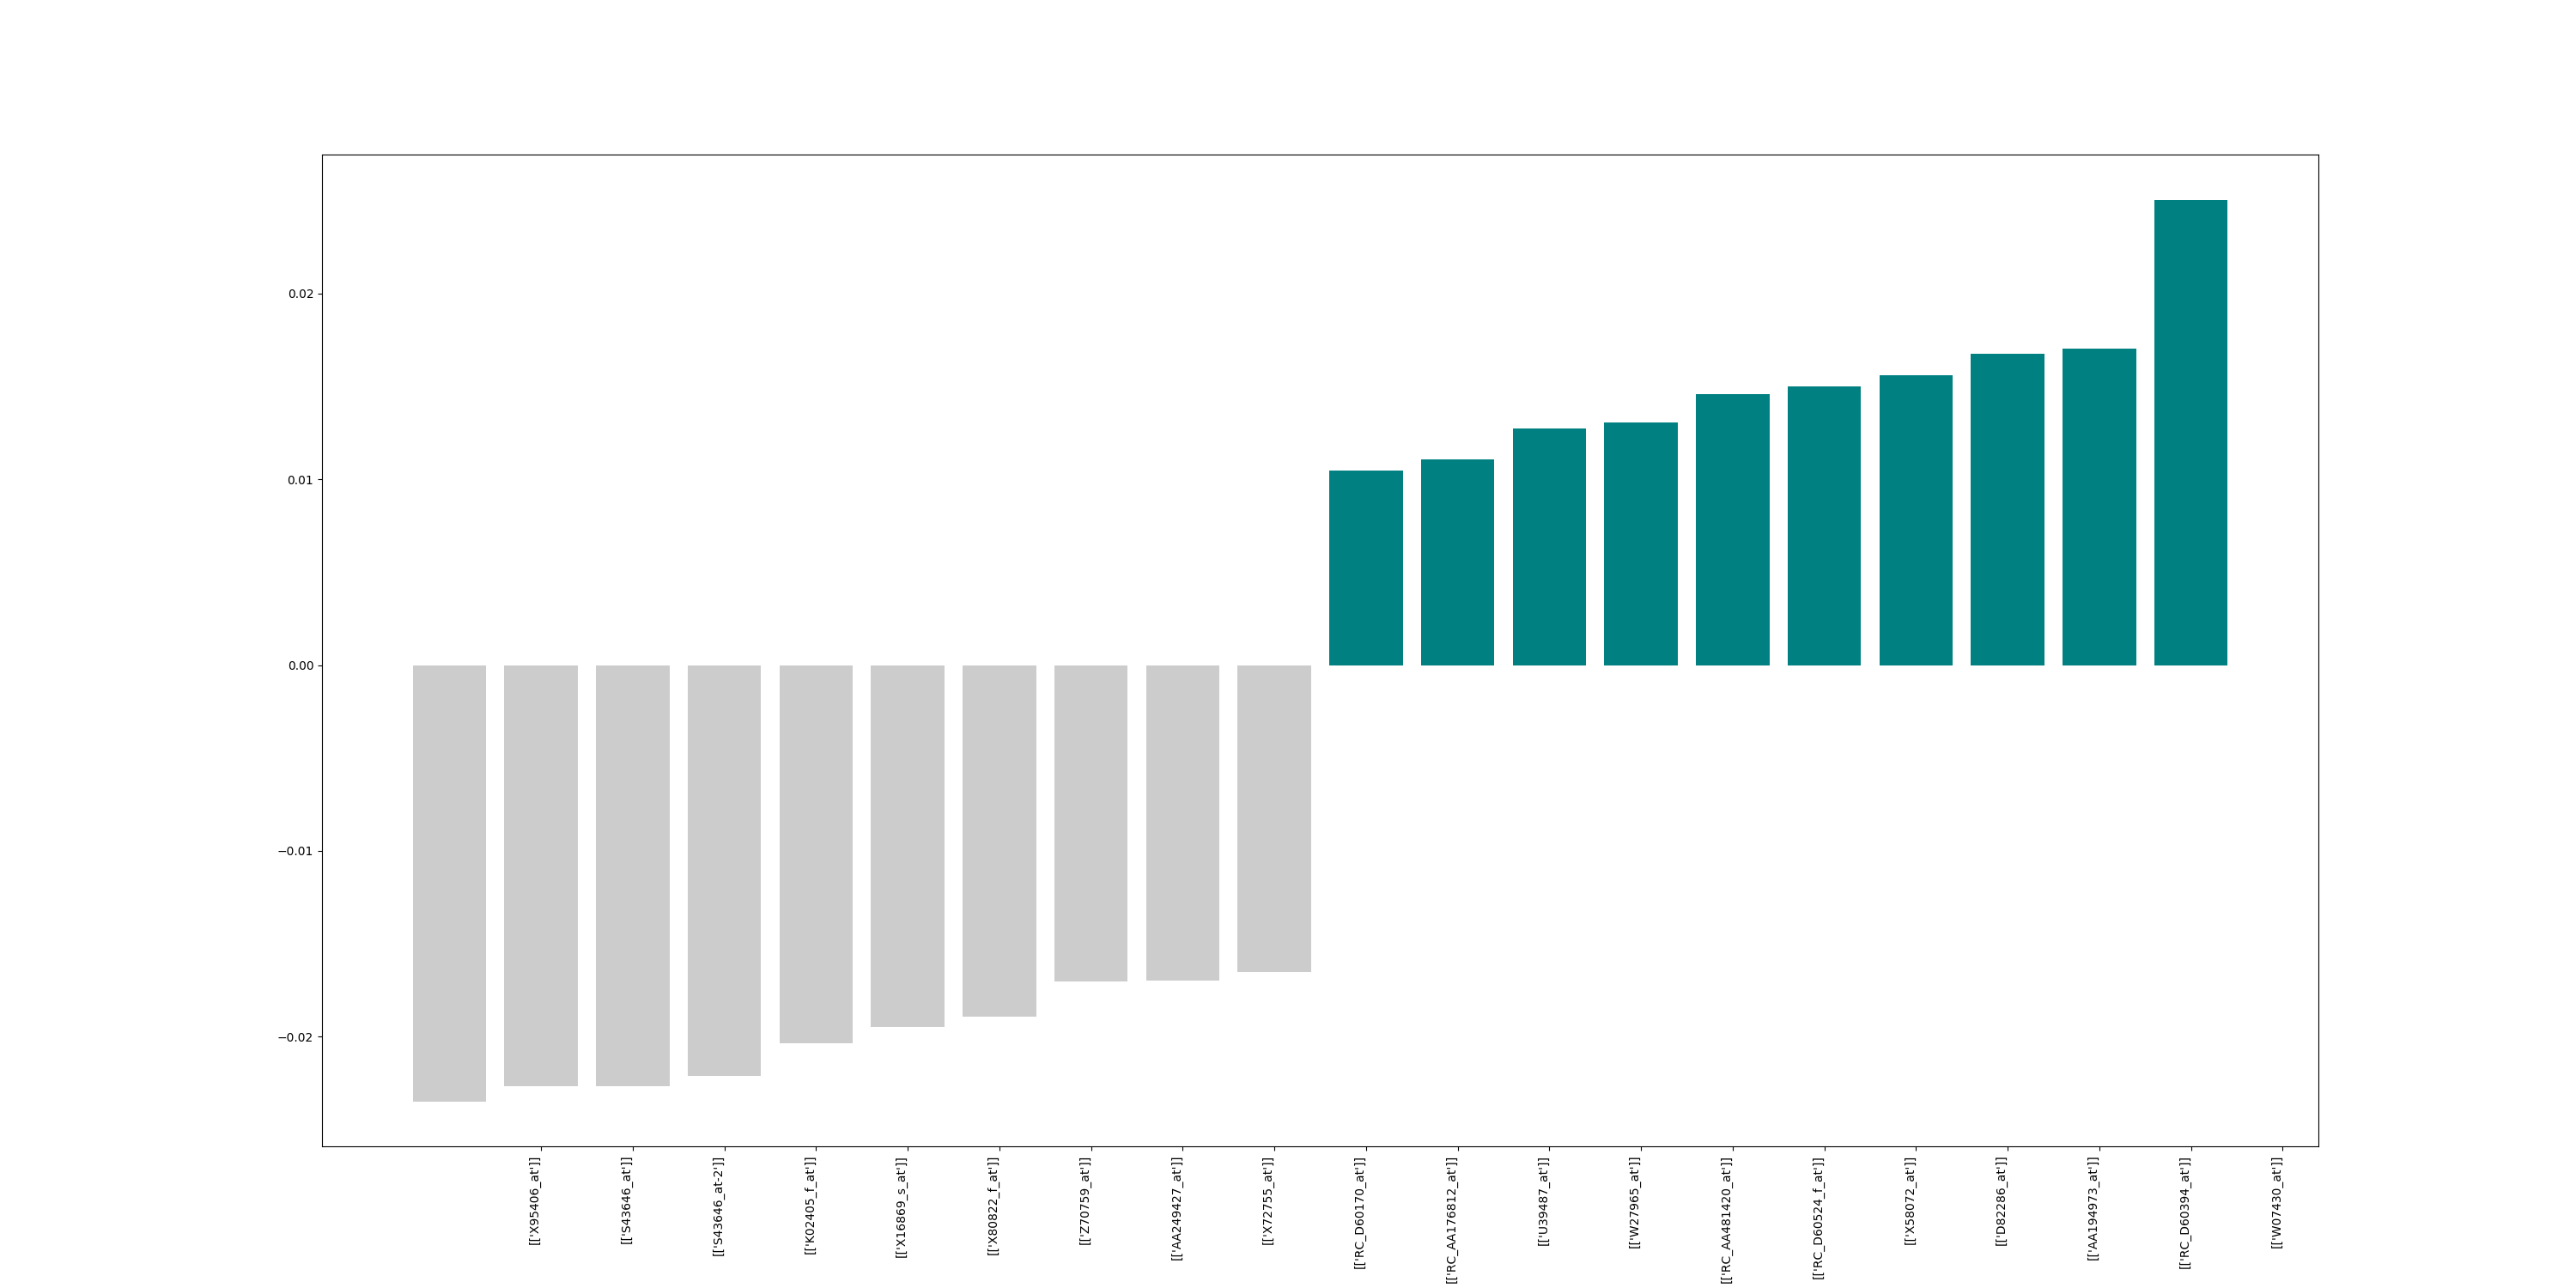 0.02
0.01
0.00
−0.01
−0.02
[['X95406_at']]
[['S43646_at']]
[['S43646_at-2']]
[['K02405_f_at']]
[['X16869_s_at']]
[['X80822_f_at']]
[['Z70759_at']]
[['AA249427_at']]
[['X72755_at']]
[['RC_D60170_at']]
[['RC_AA176812_at']]
[['U39487_at']]
[['W27965_at']]
[['RC_AA481420_at']]
[['RC_D60524_f_at']]
[['X58072_at']]
[['D82286_at']]
[['AA194973_at']]
[['RC_D60394_at']]
[['W07430_at']]